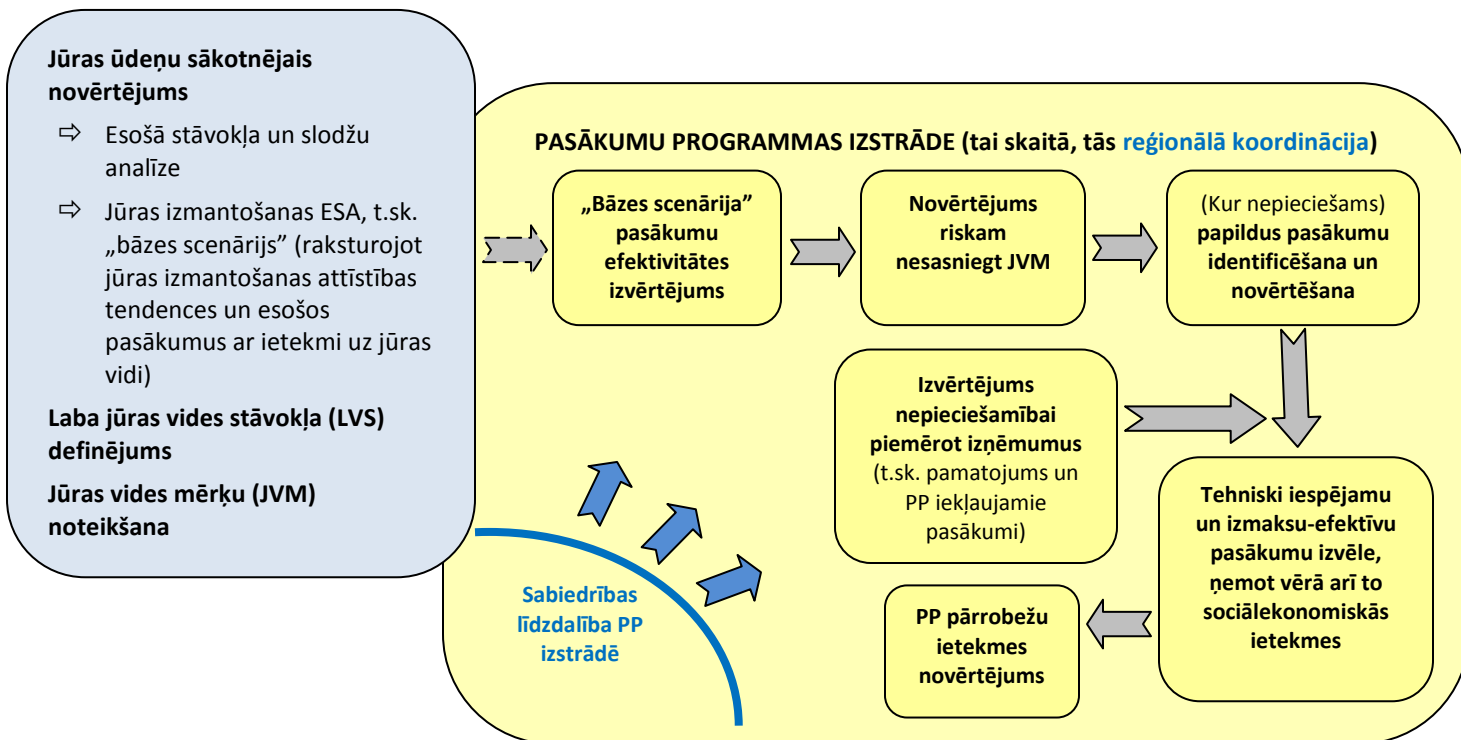 Jūras ūdeņu sākotnējais
novērtējums
⇨ Esošā stāvokļa un slodžu
analīze
⇨ Jūras izmantošanas ESA, t.sk.
„bāzes scenārijs” (raksturojot
jūras izmantošanas attīstības
tendences un esošos
pasākumus ar ietekmi uz jūras
vidi)
Laba jūras vides stāvokļa (LVS)
definējums
Jūras vides mērķu (JVM)
noteikšana
PASĀKUMU PROGRAMMAS IZSTRĀDE (tai skaitā, tās reģionālā koordinācija)
„Bāzes scenārija”
pasākumu
efektivitātes
izvērtējums
Novērtējums
riskam
nesasniegt JVM
(Kur nepieciešams)
papildus pasākumu
identificēšana un
novērtēšana
Izvērtējums
nepieciešamībai
piemērot izņēmumus
(t.sk. pamatojums un
PP iekļaujamie
pasākumi)
Tehniski iespējamu
un izmaksu-efektīvu
pasākumu izvēle,
ņemot vērā arī to
sociālekonomiskās
ietekmes
PP pārrobežu
ietekmes
novērtējums
Sabiedrības
līdzdalība PP
izstrādē